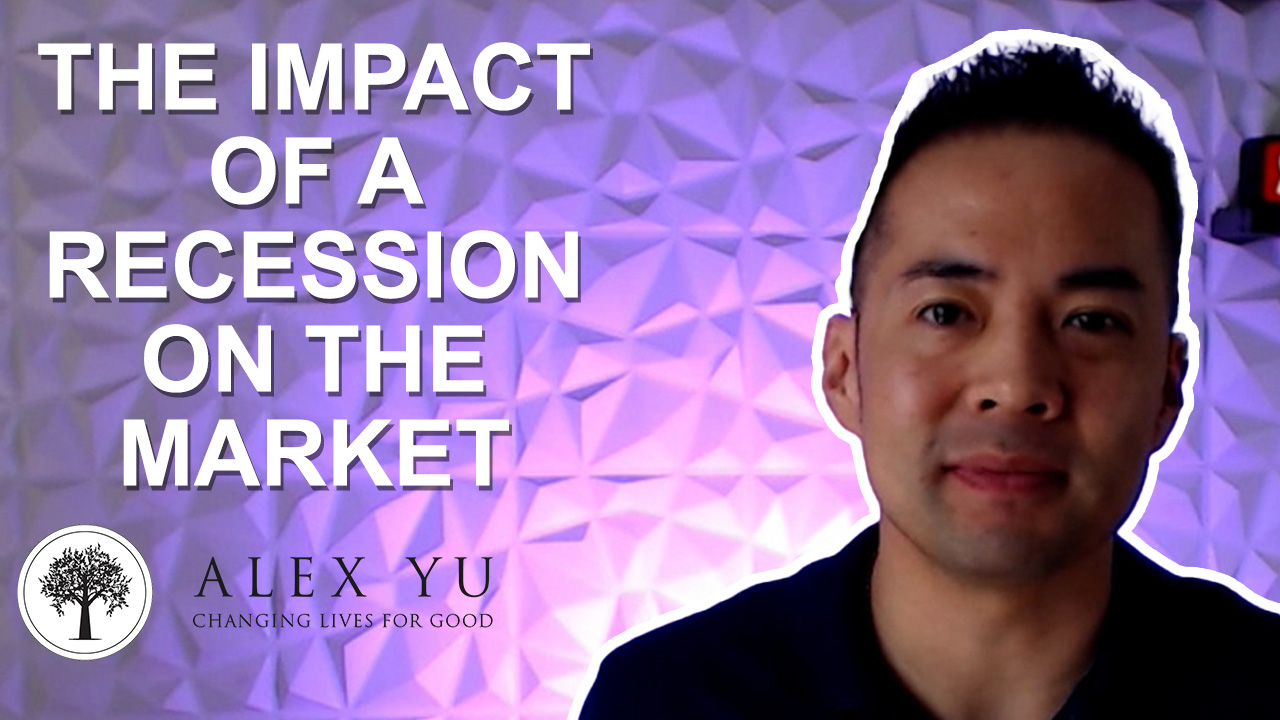 THE IMPACT
OF A
RECESSION
ON THE
MARKET
ALEX YU
CHANGING LIVES FOR GOOD